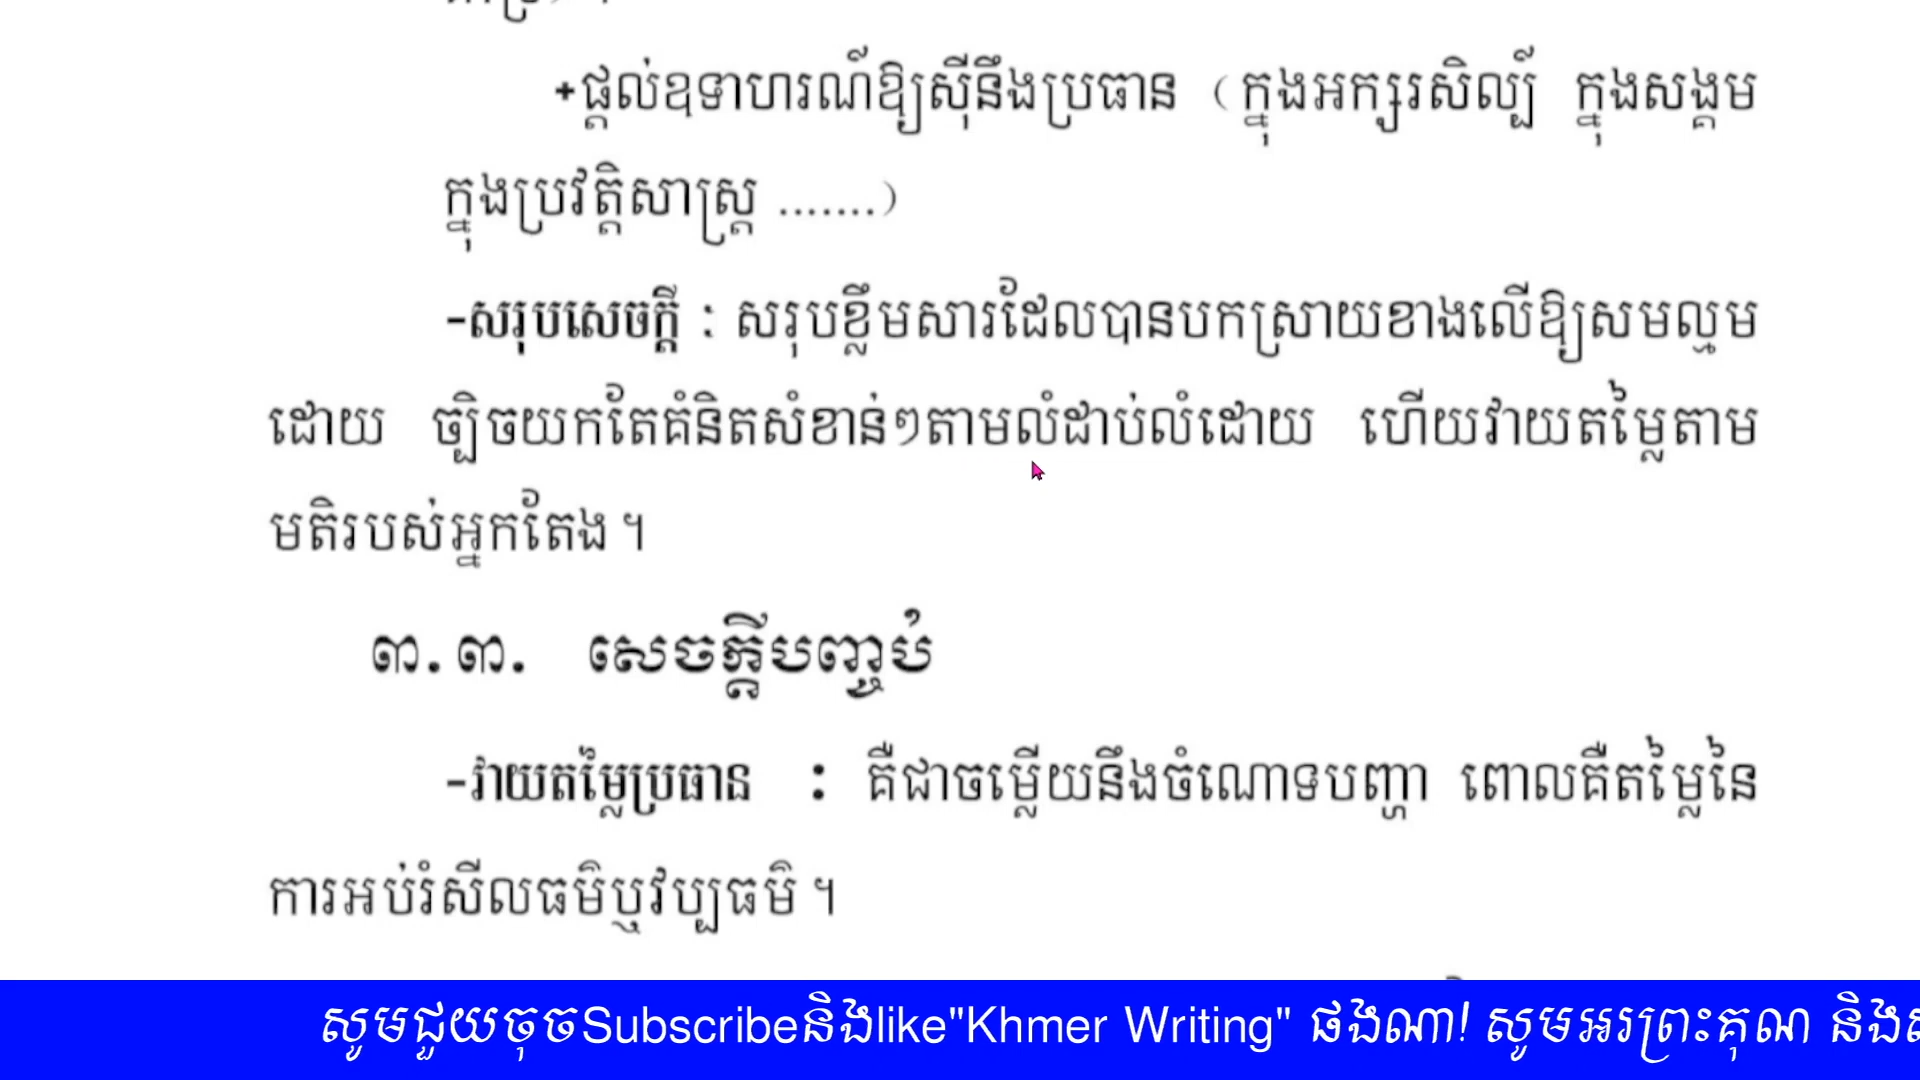 +ផ្តល់ឧទាហរណ៍ឱ្យស៊ីនឹងប្រធាន (ក្នុងអក្សរសិល្ប៍ ក្នុងសង្គម
ក្នុងប្រវត្តិសាស្ត្រ .......)
-សរុបសេចក្តី : សរុបខ្លឹមសារដែលបានបកស្រាយខាងលើឱ្យសមល្មម
ដោយ ច្បិចយកតែគំនិតសំខាន់ៗតាមលំដាប់លំដោយ ហើយវាយតម្លៃតាម
មតិរបស់អ្នកតែង ។
៣.៣. សេចក្តីបញ្ចប់
-វាយតម្លៃប្រធាន : គឺជាចម្លើយនឹងចំណោទបញ្ហា ពោលគឺតម្លៃនៃ
ការអប់រំសីលធម៌ឬវប្បធម៌ ។
សូមជួយចុចSubscribeនិងlike"Khmer Writing" ផងណា! សូមអរព្រះគុណ និង